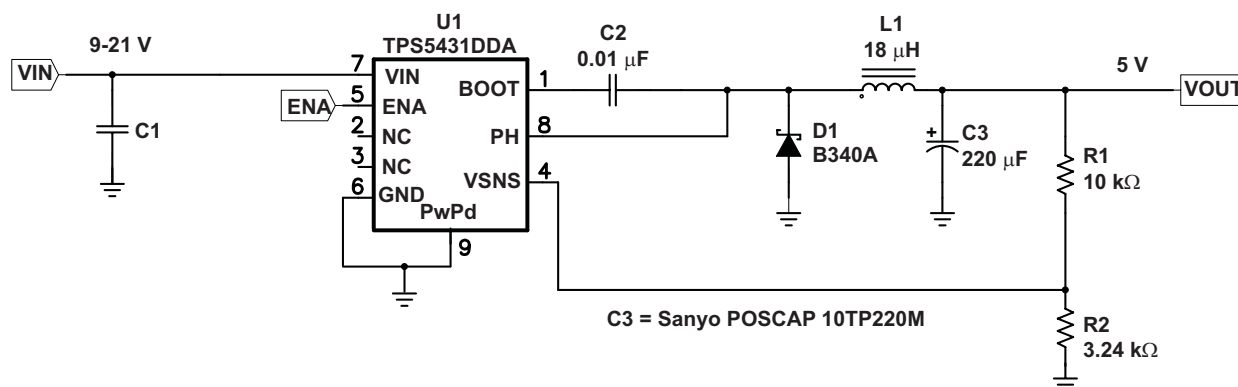 U1
TPS5431DDA
9-21 V
VIN
C1
ENA
7
5
2
3
6
VIN
ENA
NC
NC
GND
PwPd
9
BOOT
PH
VSNS
1
8
4
C2
0.01 μF
L1
18 μH
5 V
VOUT
D1
B340A
+
C3
220 μF
R1
10 kΩ
C3 = Sanyo POSCAP 10TP220M
R2
3.24 kΩ